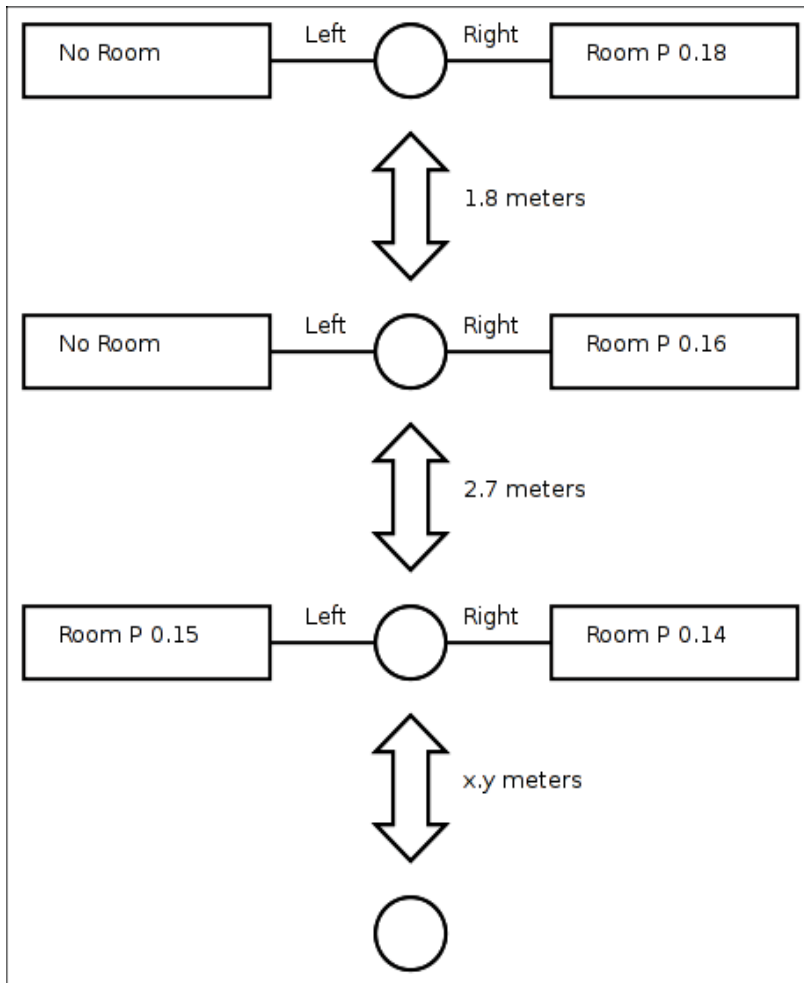 No Room
Left
Right
Room P 0.18
1.8 meters
No Room
Left
Right
Room P 0.16
2.7 meters
Room P 0.15
Left
Right
Room P 0.14
x.y meters